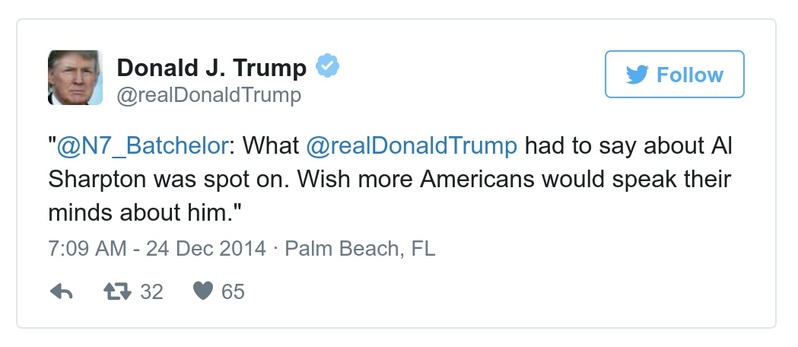 Donald J. Trump
@realDonaldTrump
Follow
"@N7_Batchelor: What @realDonaldTrump had to say about Al
Sharpton was spot on. Wish more Americans would speak their
minds about him."
7:09 AM - 24 Dec 2014 · Palm Beach, FL
32 65